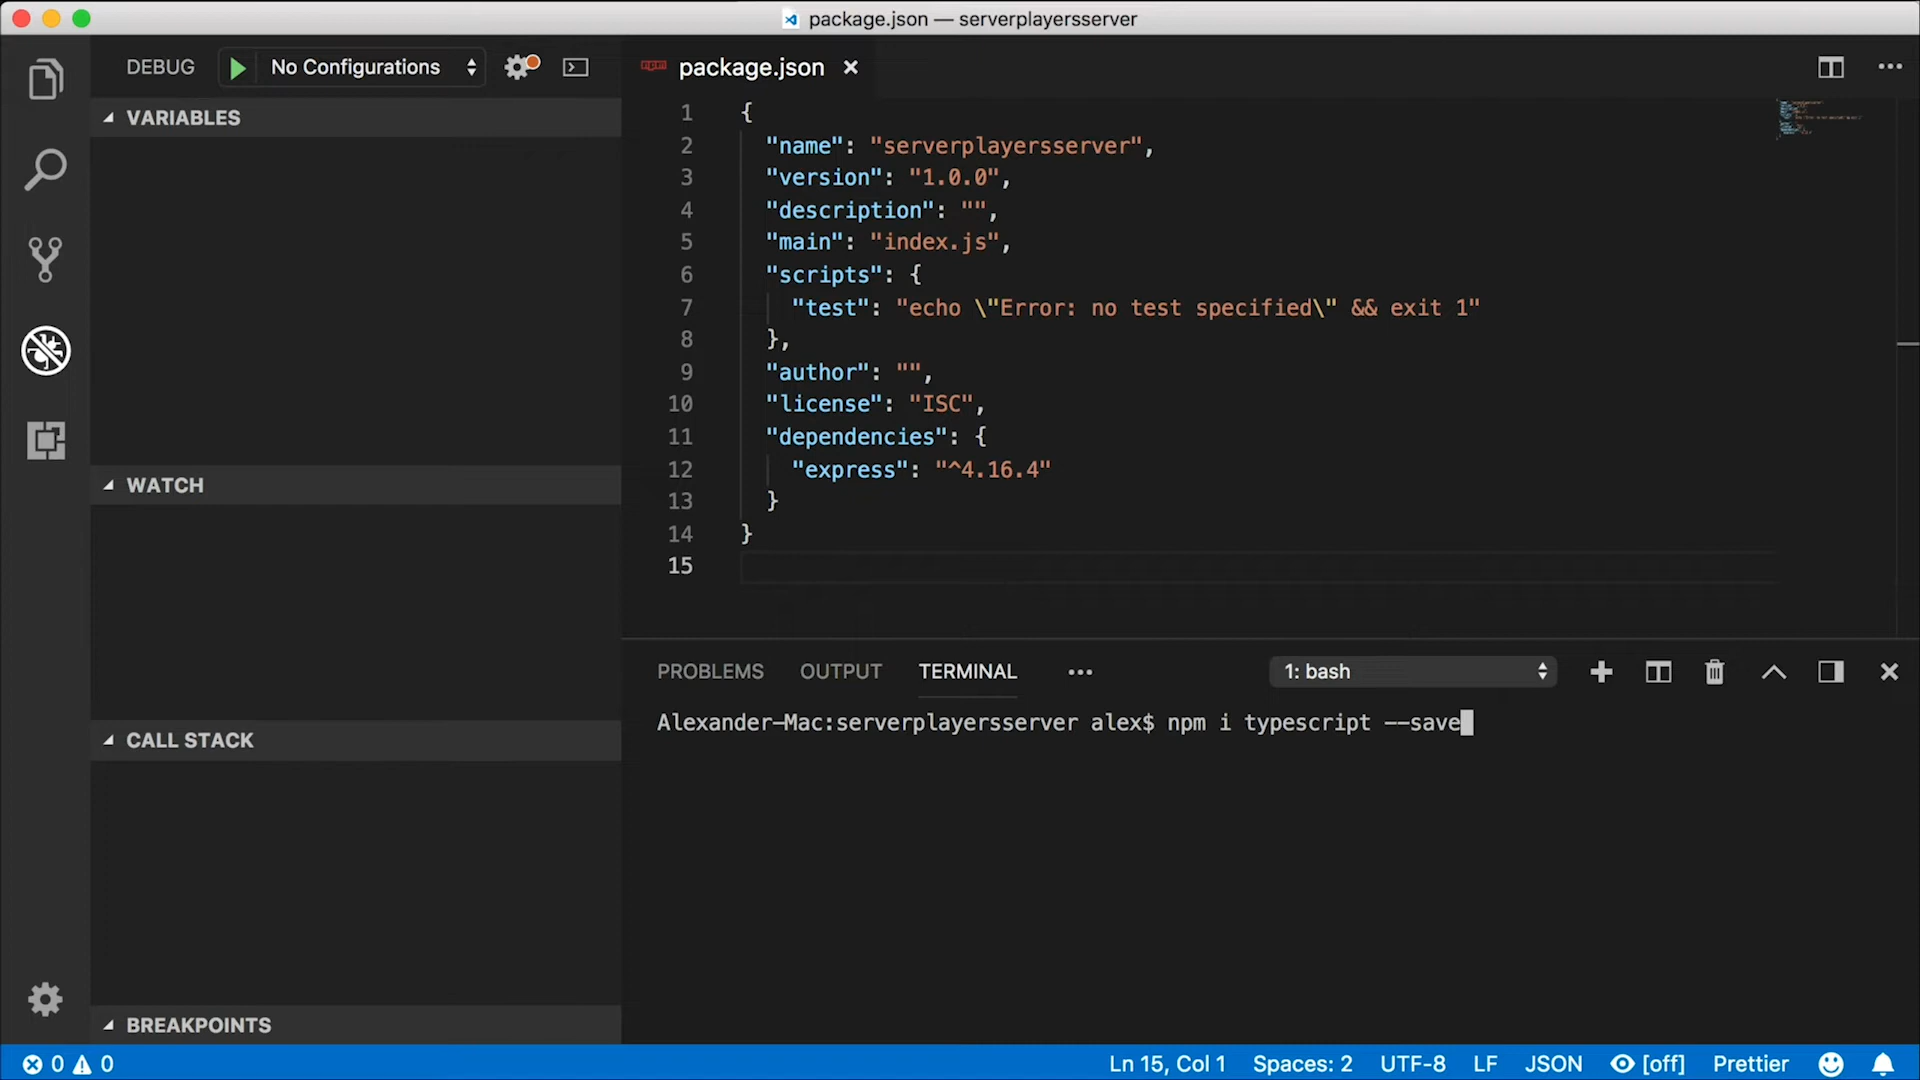 package.json — serverplayersserver
DEBUG
No Configurations
npm package.json
VARIABLES
WATCH
CALL STACK
BREAKPOINTS
1 {
2 "name": "serverplayersserver",
3 "version": "1.0.0",
4 "description": "",
5 "main": "index.js",
6 "scripts": {
7 "test": "echo \"Error: no test specified\" && exit 1"
8 },
9 "author": "",
10 "license": "ISC",
11 "dependencies": {
12 "express": "^4.16.4"
13 }
14 }
15
PROBLEMS OUTPUT TERMINAL ••• 1: bash
Alexander-Mac:serverplayersserver alex$ npm i typescript --save
0 0 Ln 15, Col 1 Spaces: 2 UTF-8 LF JSON [off] Prettier